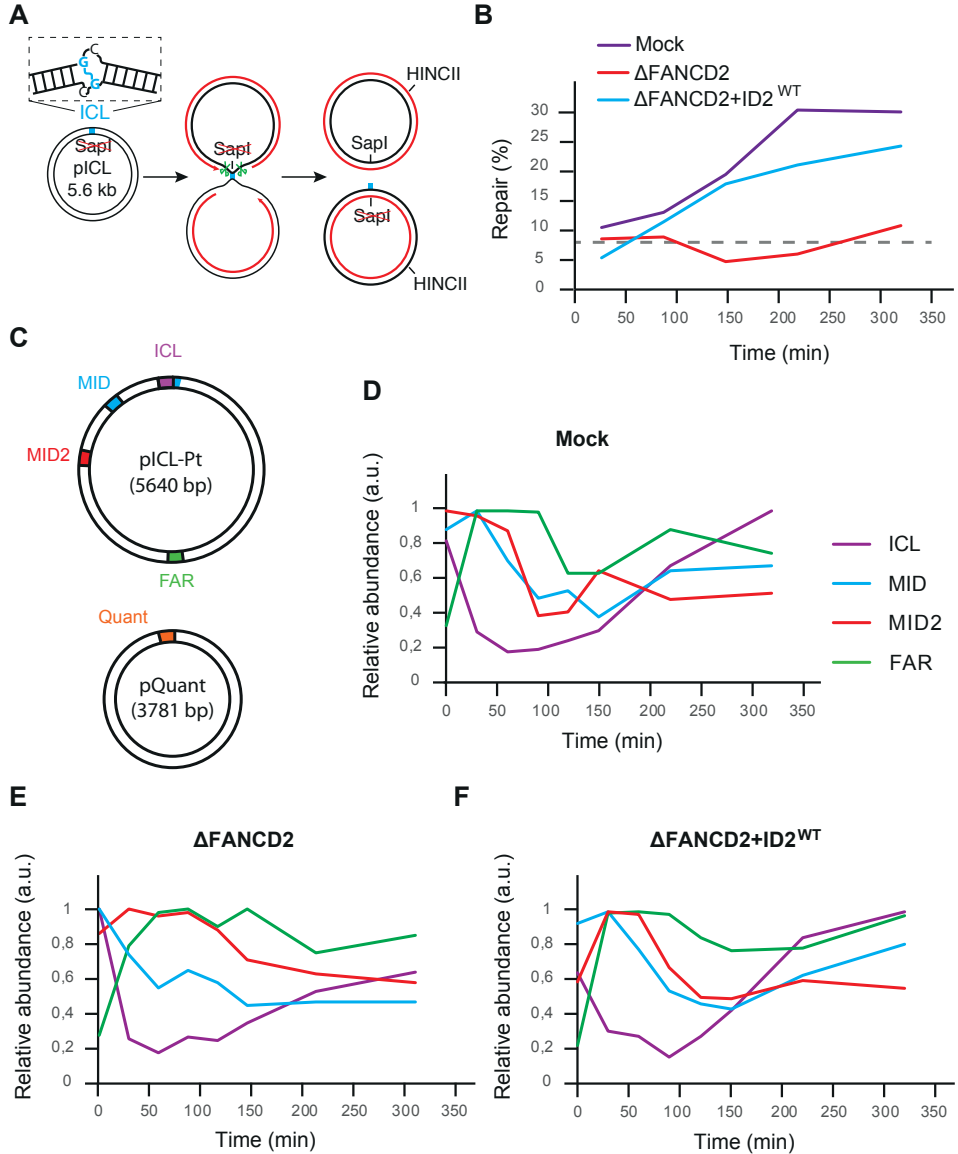 A
C
G
G
C
ICL
SapI
pICL
5.6 kb
SapI
HINCII
SapI
SapI
HINCII
B
Mock
ΔFANCD2
ΔFANCD2+ID2WT
30
20
10
5
0
Repair (%)
0 50 100 150 200 250 300 350
Time (min)
C
ICL
MID
MID2
pICL-Pt
(5640 bp)
FAR
Quant
pQuant
(3781 bp)
D
Mock
Relative abundance (a.u.)
1
0,8
0,6
0,4
0,2
0
0 50 100 150 200 250 300 350
Time (min)
ICL
MID
MID2
FAR
E
ΔFANCD2
Relative abundance (a.u.)
1
0,8
0,6
0,4
0,2
0
0 50 100 150 200 250 300 350
Time (min)
F
ΔFANCD2+ID2WT
Relative abundance (a.u.)
1
0,8
0,6
0,4
0,2
0
0 50 100 150 200 250 300 350
Time (min)